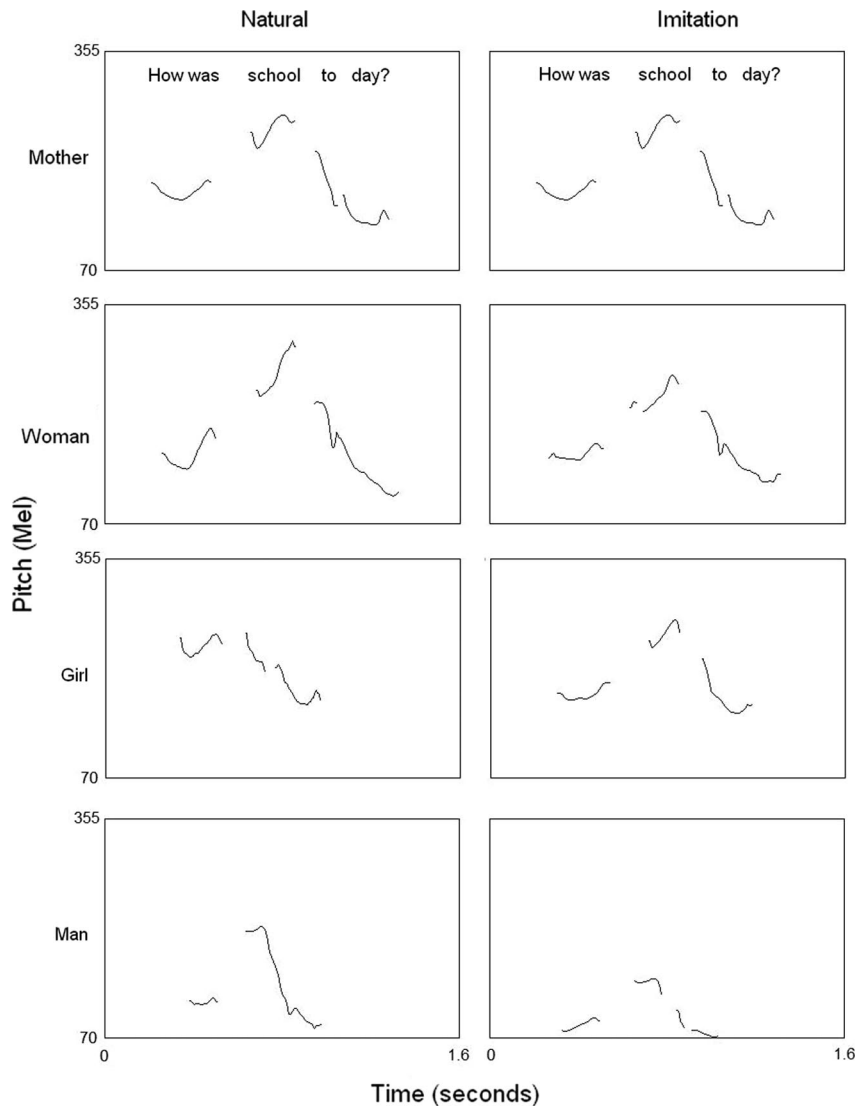 Natural Imitation
355
How was school to day? How was school to day?
Mother
70
355
Woman
70
355
Girl
70
355
Man
70
0 1.6 0 1.6
Pitch (Mel)
Time (seconds)